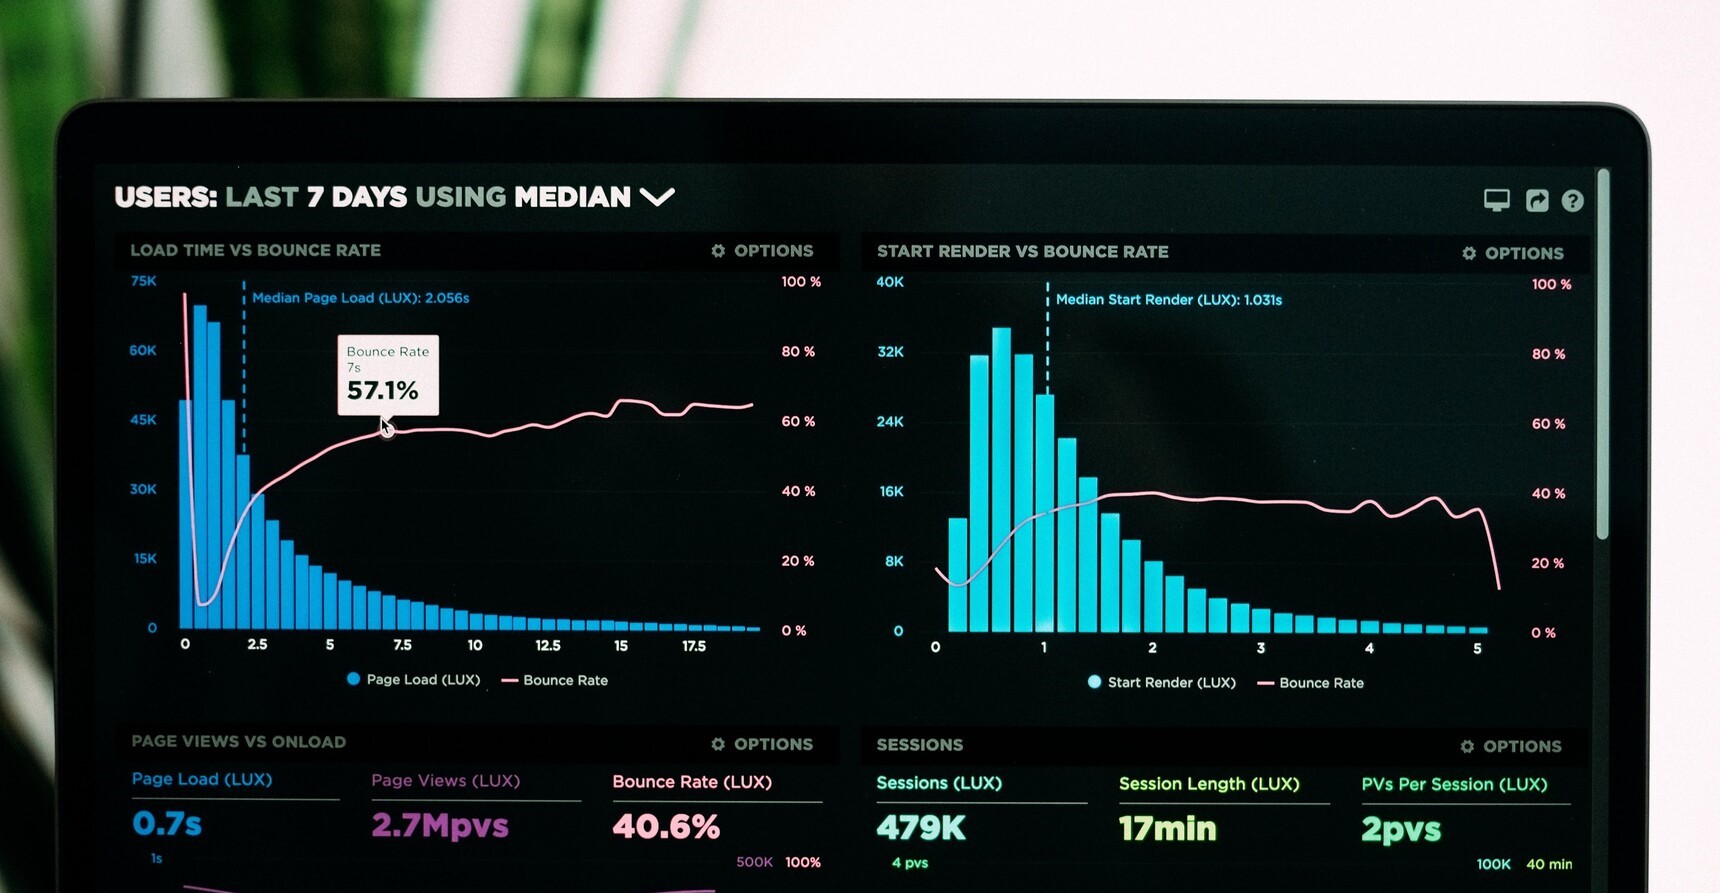 USERS: LAST 7 DAYS USING MEDIAN
LOAD TIME VS BOUNCE RATE
OPTIONS
75K
60K
45K
30K
15K
0
Median Page Load (LUX): 2.056s
Bounce Rate
7s
57.1%
100 %
80 %
60 %
40 %
20 %
0 %
0 2.5 5 7.5 10 12.5 15 17.5
Page Load (LUX) Bounce Rate
START RENDER VS BOUNCE RATE
OPTIONS
40K
32K
24K
16K
8K
0
Median Start Render (LUX): 1.031s
100 %
80 %
60 %
40 %
20 %
0 %
0 1 2 3 4 5
Start Render (LUX) Bounce Rate
PAGE VIEWS VS ONLOAD
OPTIONS
Page Load (LUX)
0.7s
1s
Page Views (LUX)
2.7Mpvs
Bounce Rate (LUX)
40.6%
500K 100%
SESSIONS
OPTIONS
Sessions (LUX)
479K
4 pvs
Session Length (LUX)
17min
PVs Per Session (LUX)
2pvs
100K 40 min